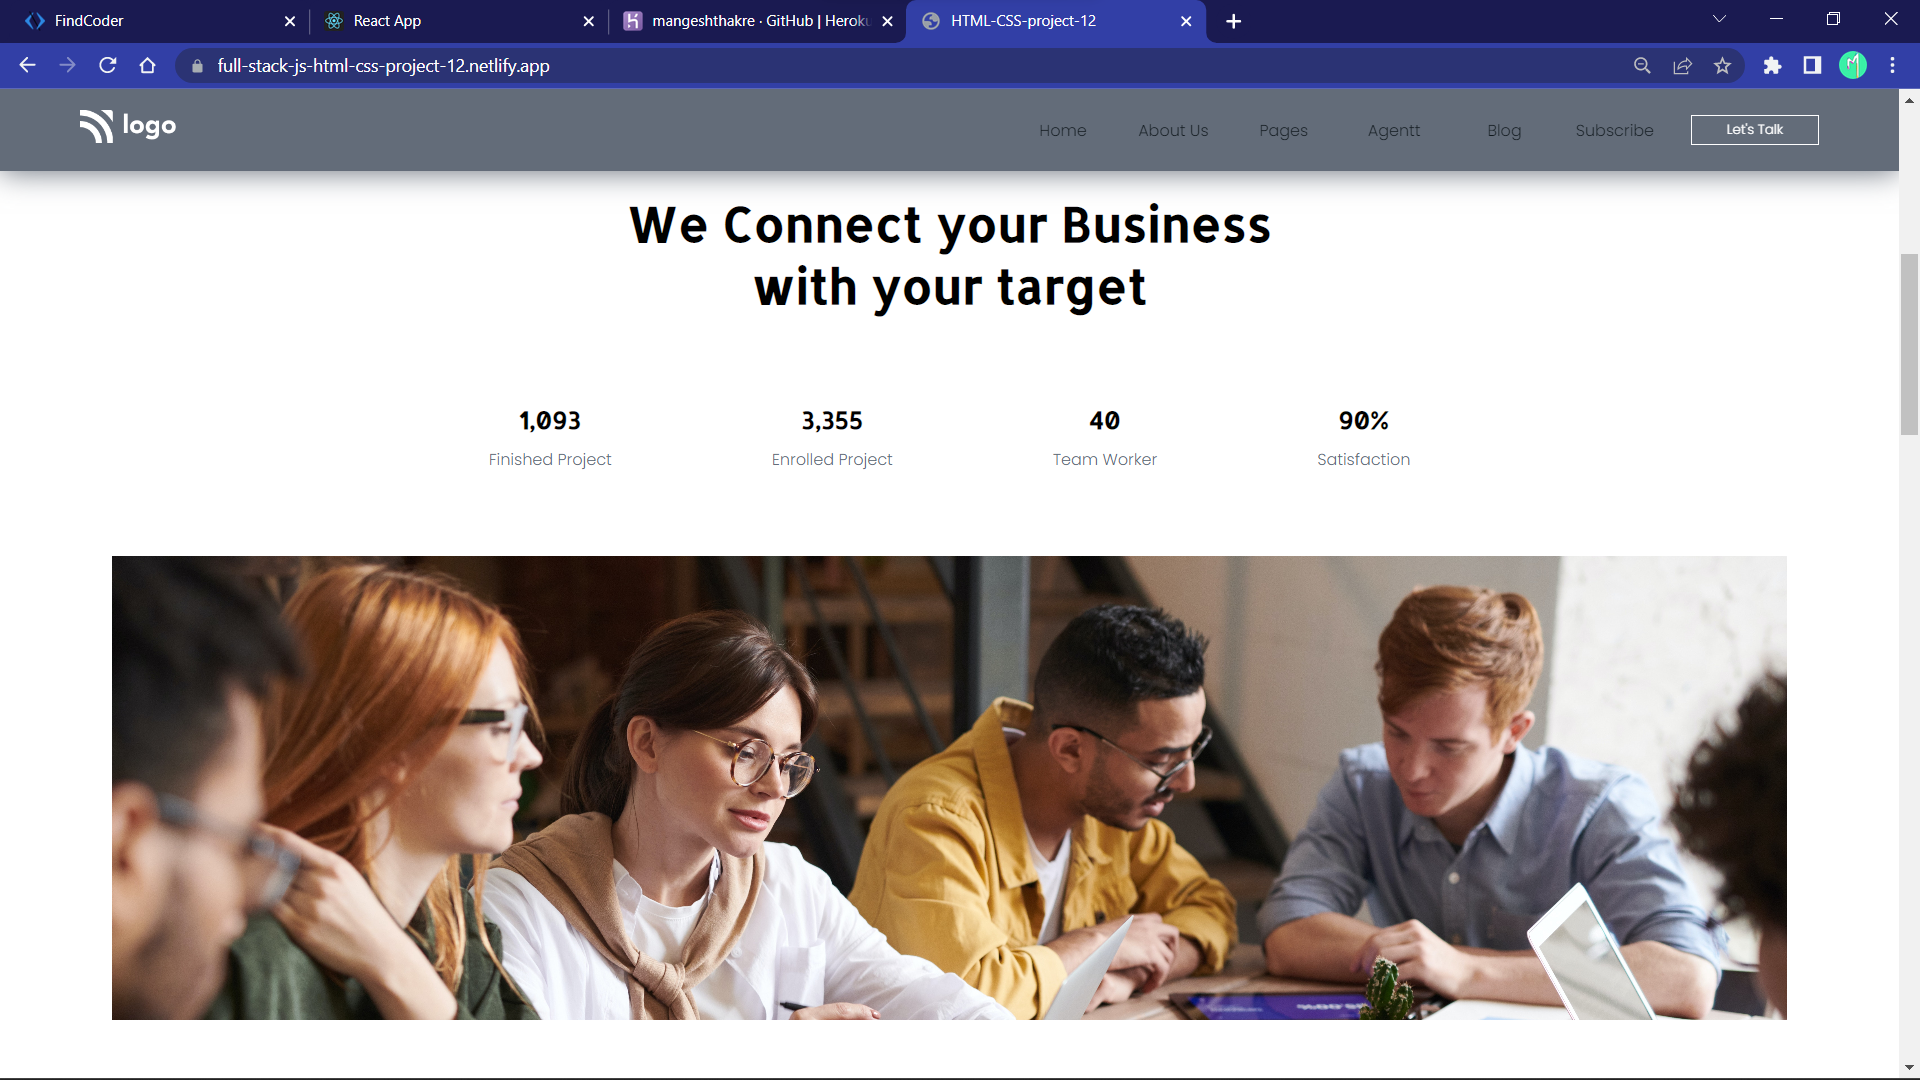 FindCoder
React App
mangeshthakre · GitHub | Heroku
HTML-CSS-project-12
full-stack-js-html-css-project-12.netlify.app
logo
Home About Us Pages Agentt Blog Subscribe Let's Talk
We Connect your Business
with your target
1,093 3,355 40 90%
Finished Project Enrolled Project Team Worker Satisfaction